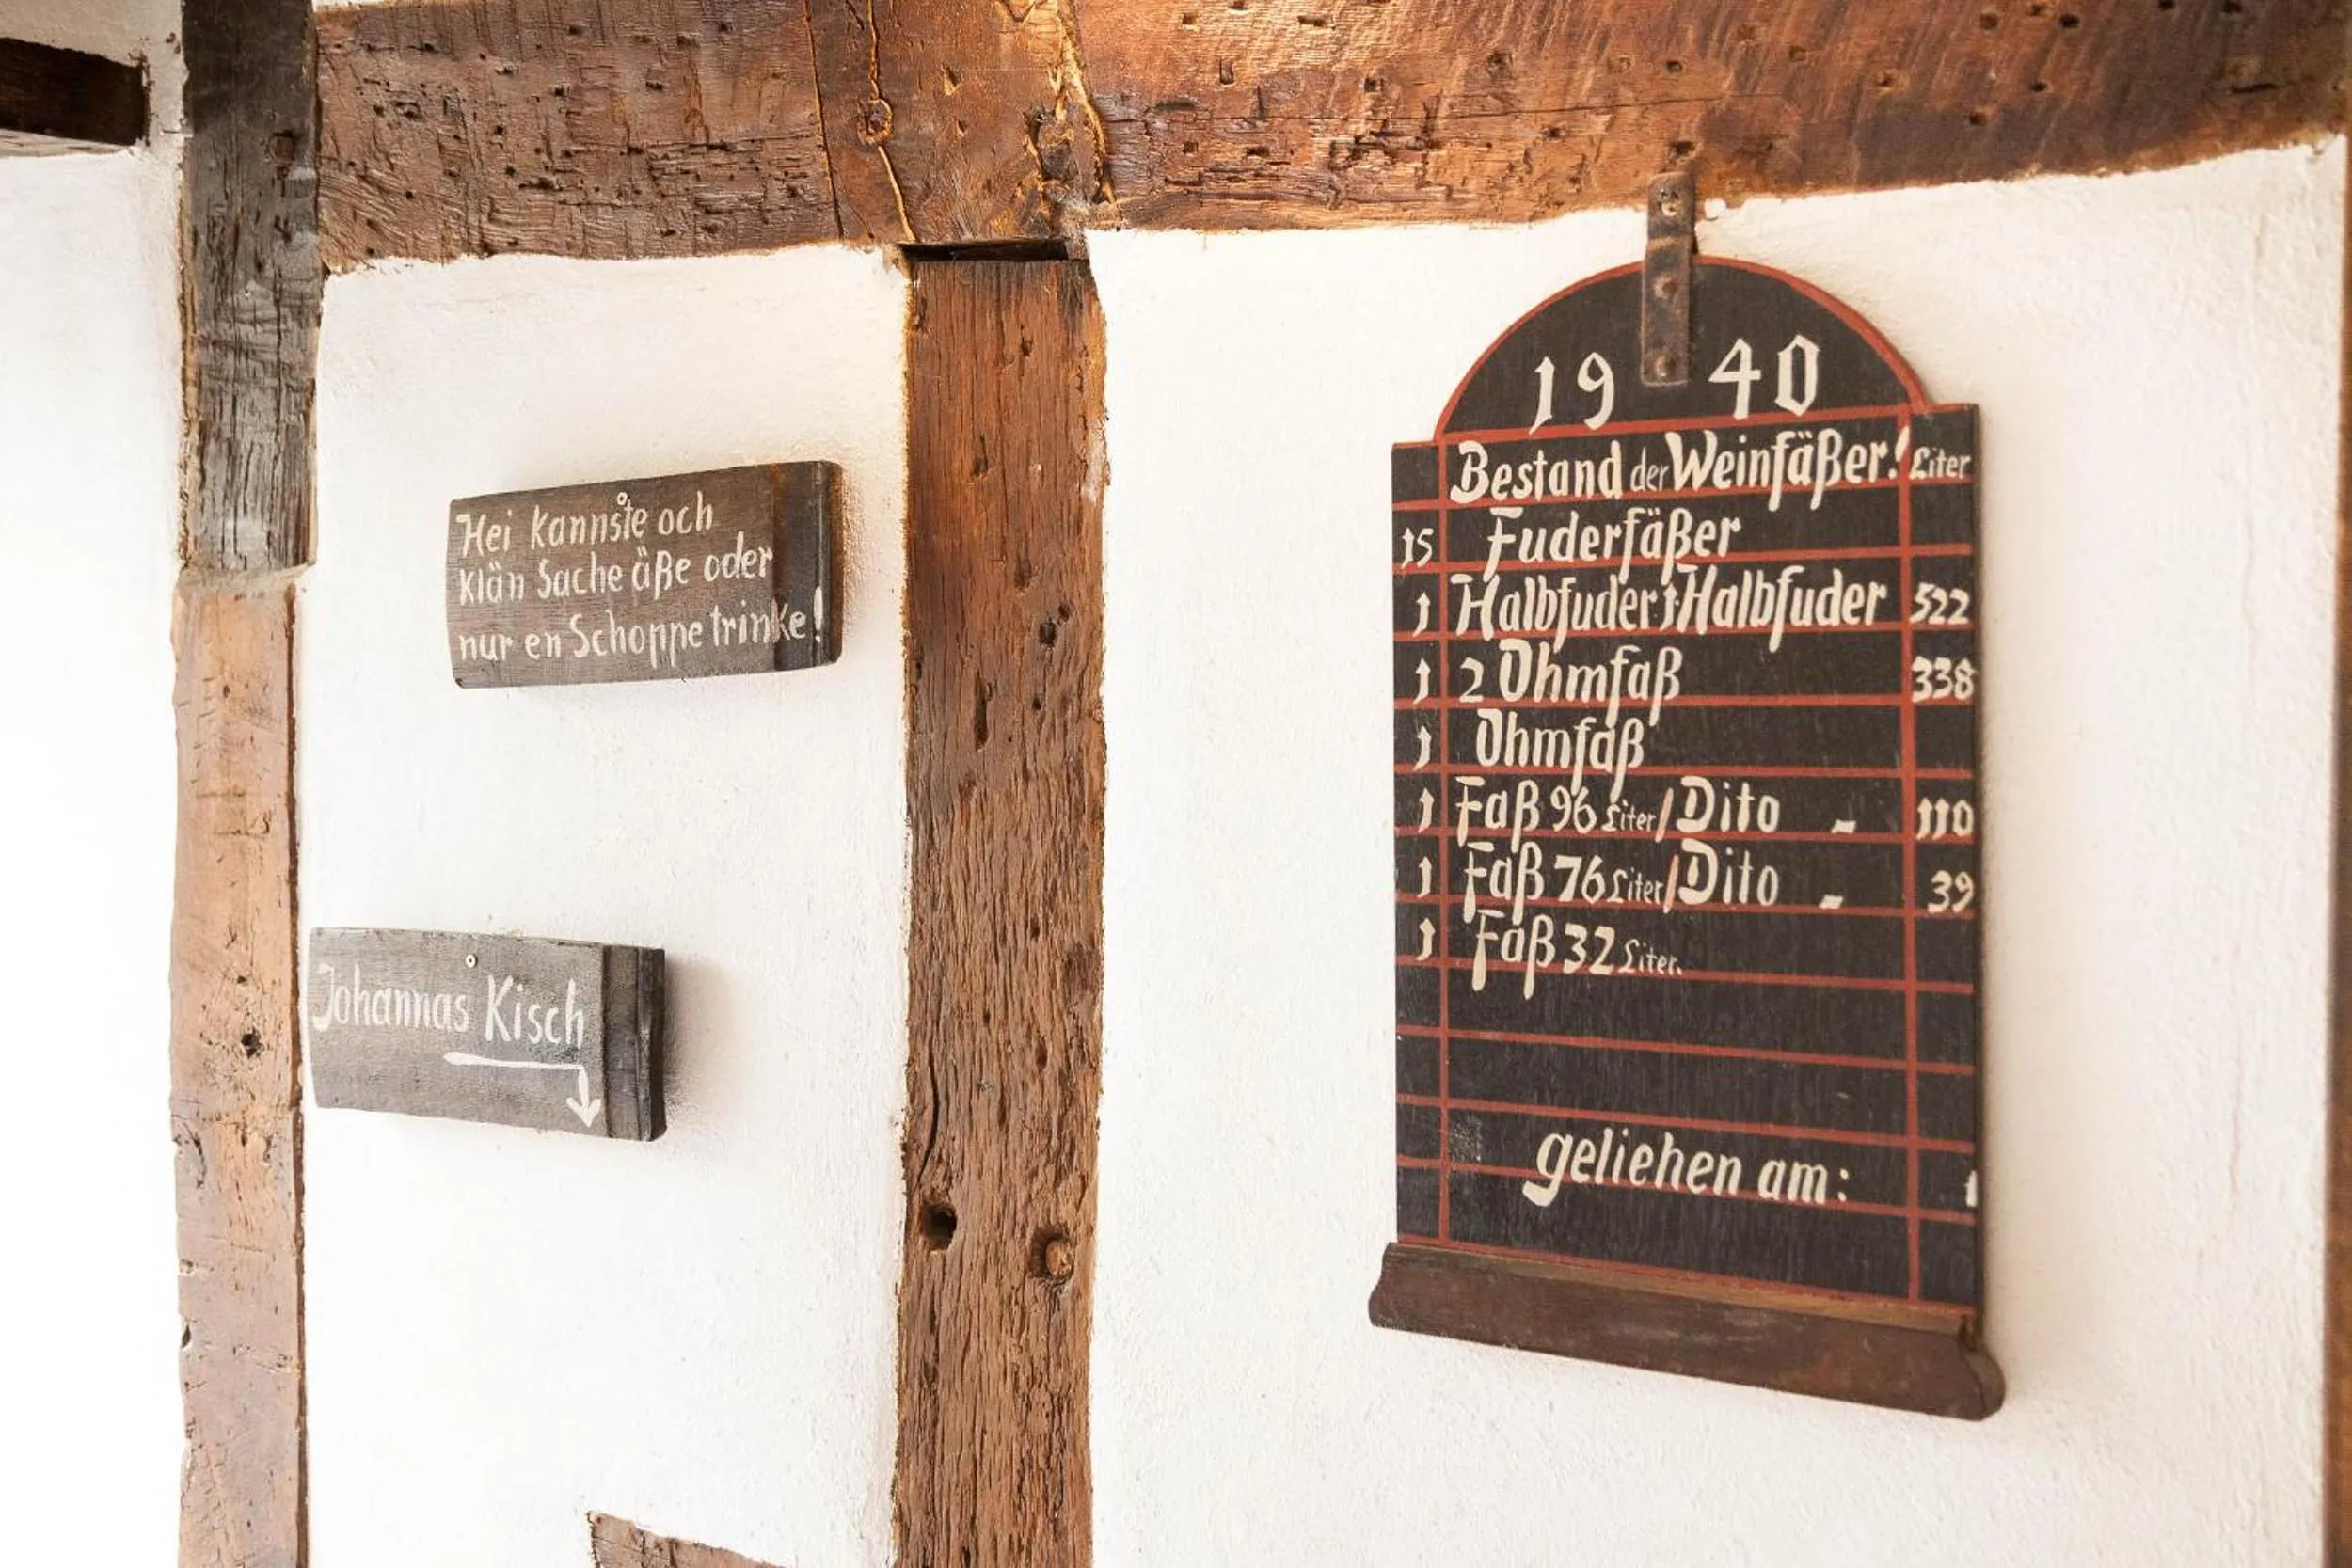 Hei kannste och
klän Sache äße oder
nur en Schoppe trinke!
Johannas Kisch
19 40
Bestand der Weinfäßer! Liter
15 Fuderfäßer
1 Halbfuder 1 Halbfuder 522
1 2 Ohmfaß 338
1 Ohmfaß
1 Faß 96 Liter / Dito - 110
1 Faß 76 Liter / Dito - 39
1 Faß 32 Liter.
geliehen am: 1